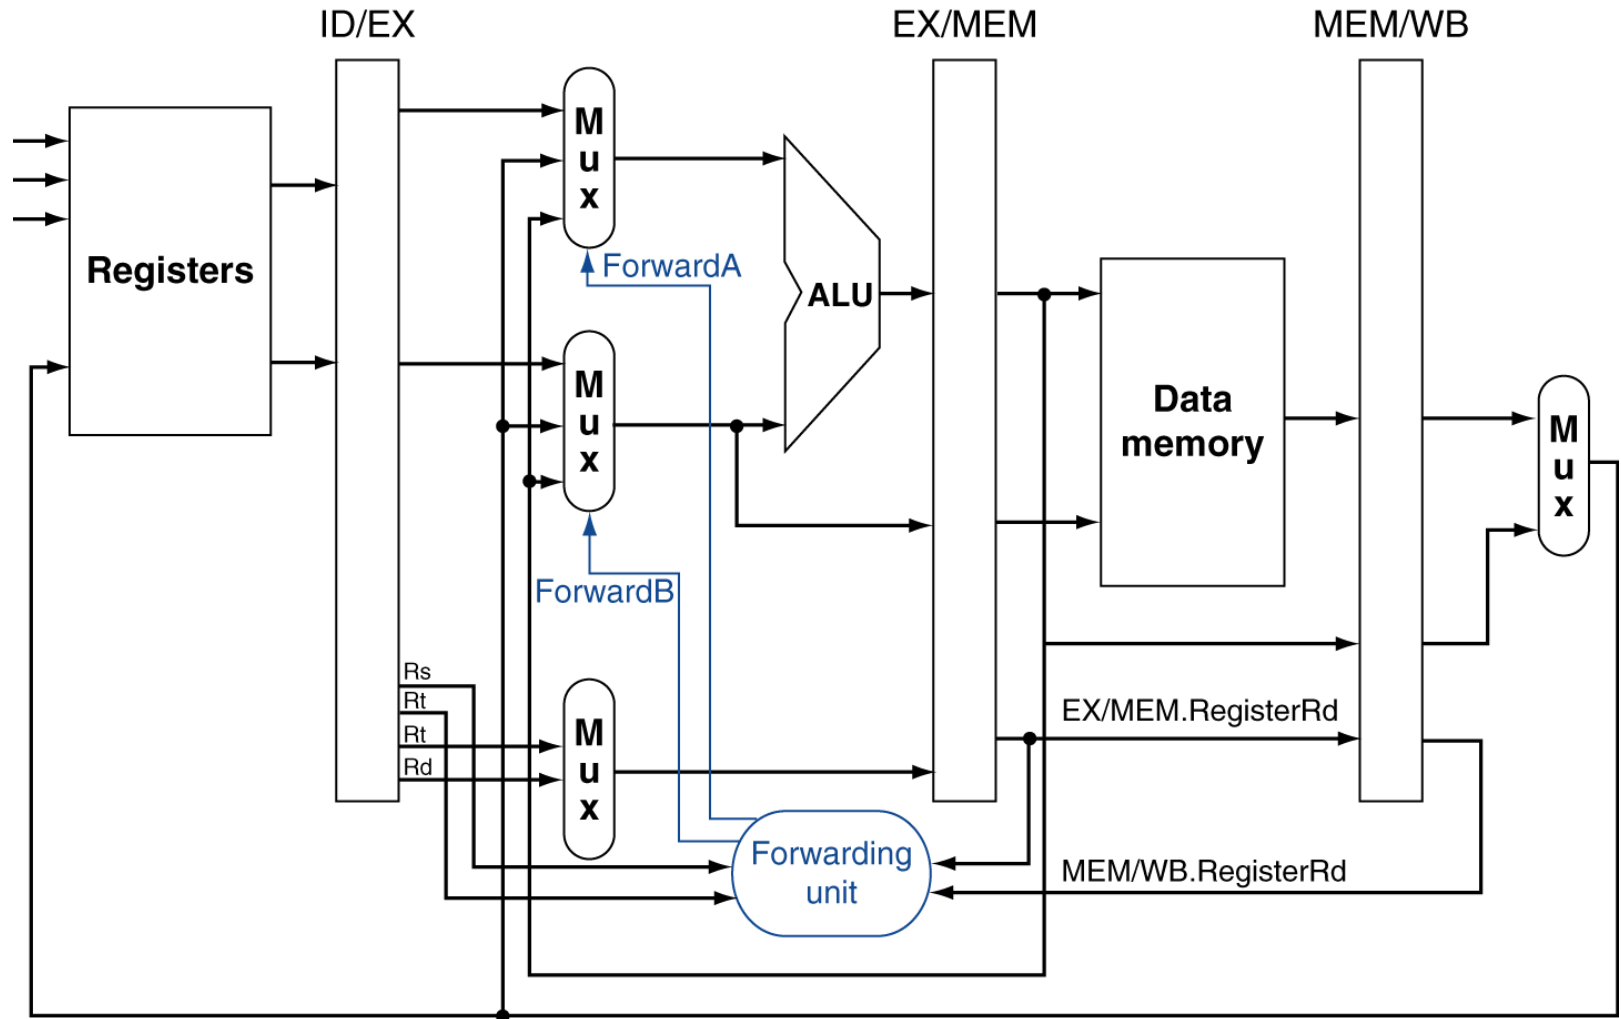 ID/EX
EX/MEM
MEM/WB
M
u
x
Registers
ForwardA
ALU
M
u
x
Data
memory
M
u
x
ForwardB
Rs
Rt
Rt
Rd
M
u
x
EX/MEM.RegisterRd
Forwarding
unit
MEM/WB.RegisterRd